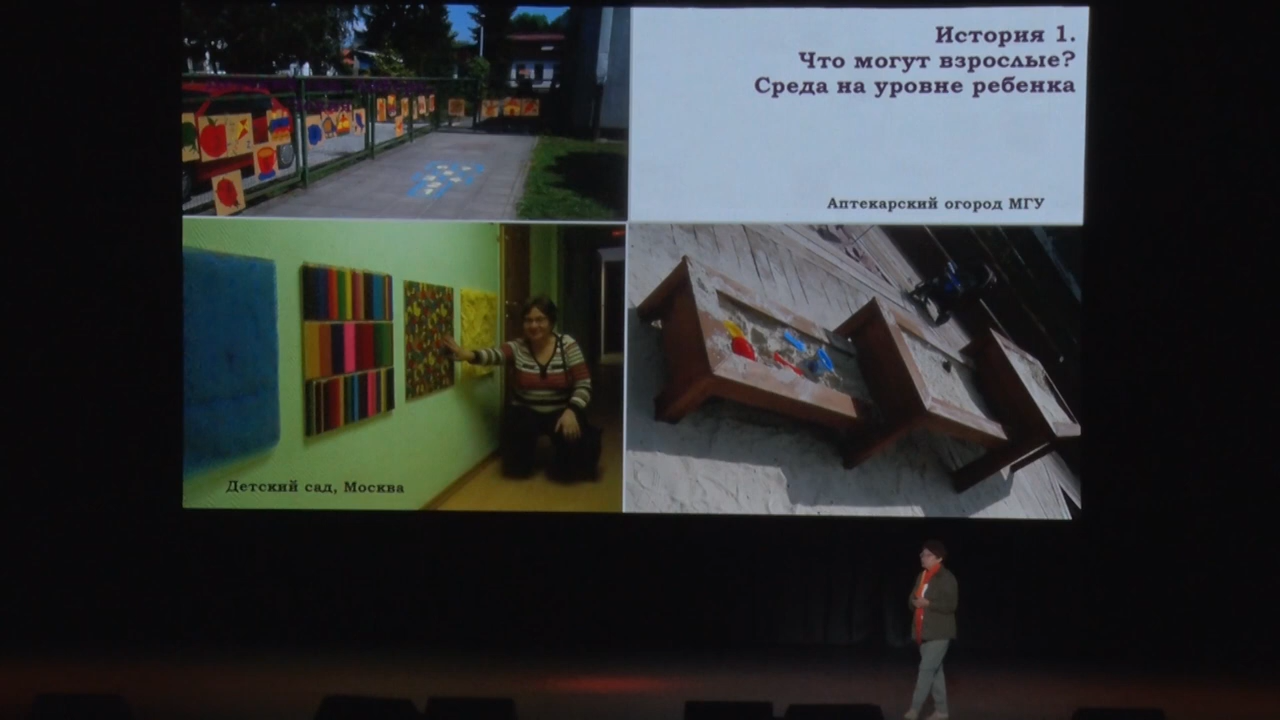 История 1.
Что могут взрослые?
Среда на уровне ребенка
Аптекарский огород МГУ
Детский сад, Москва